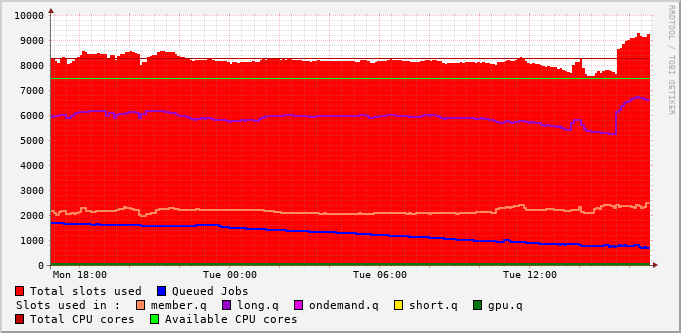 10000
9000
8000
7000
6000
5000
4000
3000
2000
1000
0
Mon 18:00 Tue 00:00 Tue 06:00 Tue 12:00
RRDTOOL / TOBI OETIKER
Total slots used Queued Jobs
Slots used in : member.q long.q ondemand.q short.q gpu.q
Total CPU cores Available CPU cores